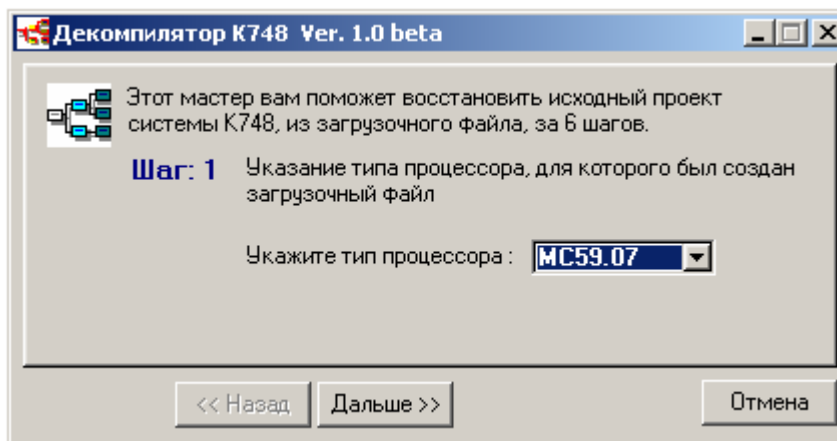 Декомпилятор К748 Ver. 1.0 beta
Этот мастер вам поможет восстановить исходный проект
системы К748, из загрузочного файла, за 6 шагов.
Шаг: 1
Указание типа процессора, для которого был создан
загрузочный файл
Укажите тип процессора :
МС59.07
<< Назад
Дальше >>
Отмена